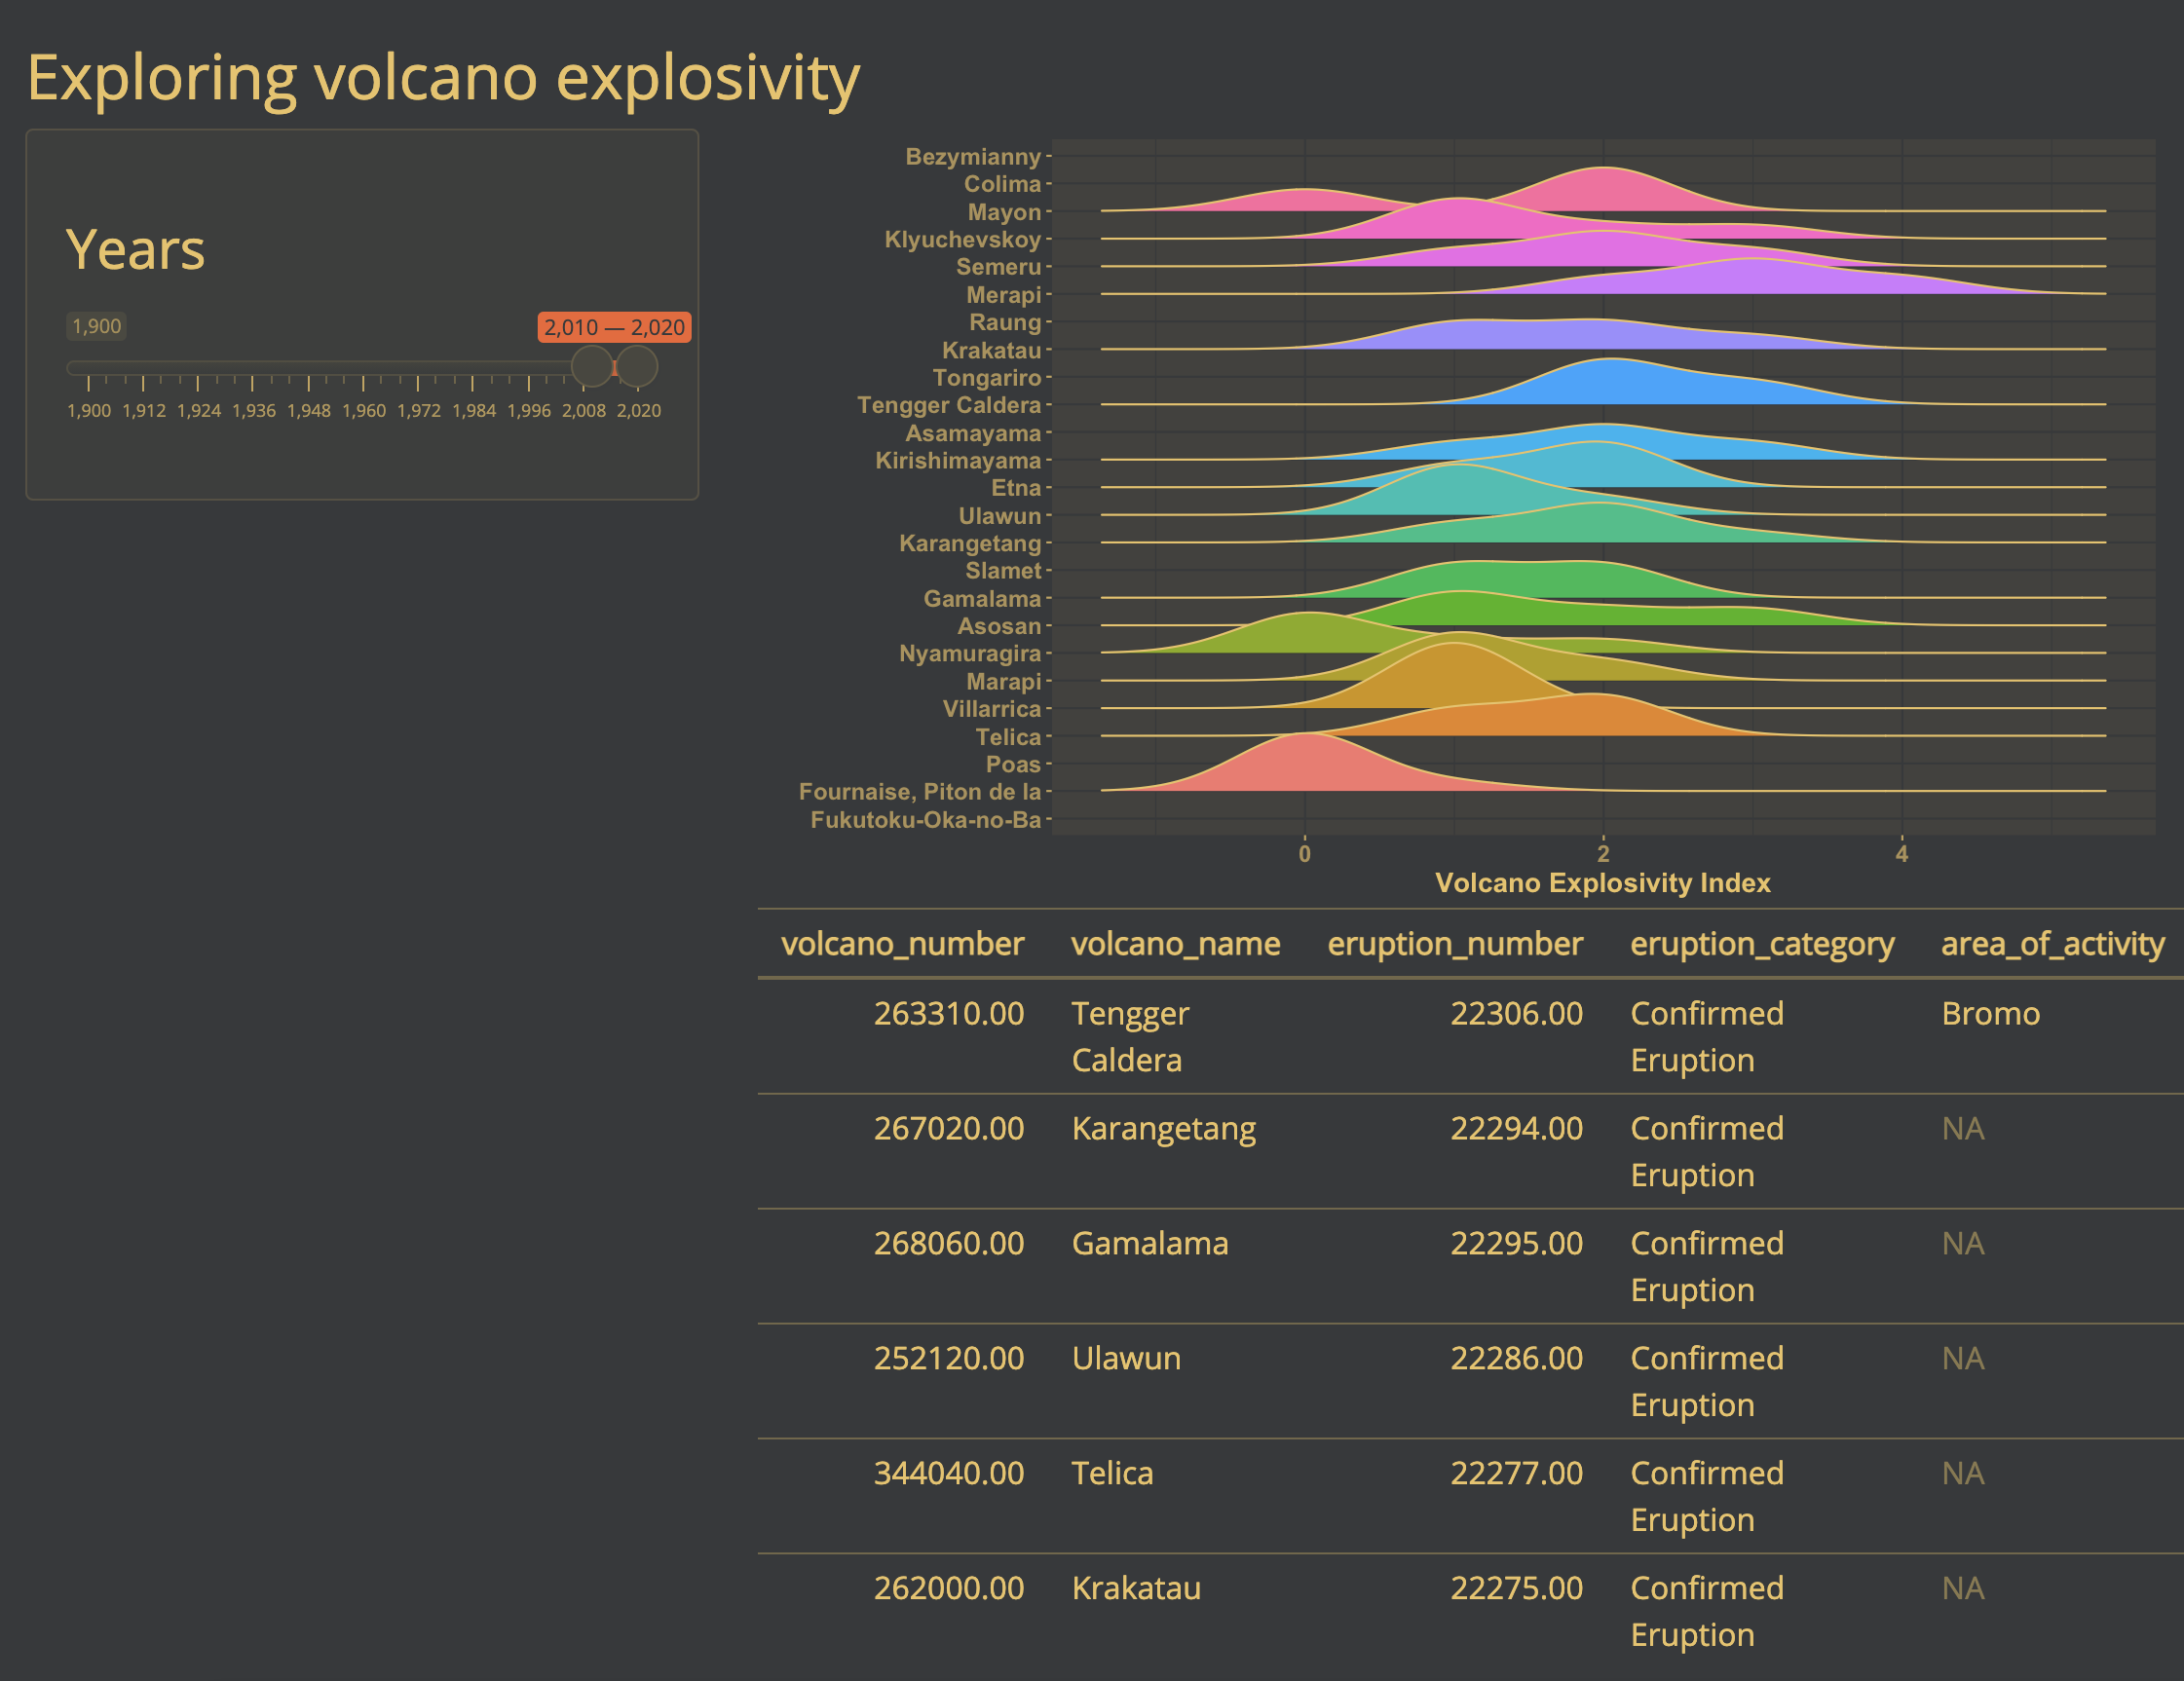 Exploring volcano explosivity
Years
1,900
2,010 — 2,020
1,900 1,912 1,924 1,936 1,948 1,960 1,972 1,984 1,996 2,008 2,020
Bezymianny
Colima
Mayon
Klyuchevskoy
Semeru
Merapi
Raung
Krakatau
Tongariro
Tengger Caldera
Asamayama
Kirishimayama
Etna
Ulawun
Karangetang
Slamet
Gamalama
Asosan
Nyamuragira
Marapi
Villarrica
Telica
Poas
Fournaise, Piton de la
Fukutoku-Oka-no-Ba
0 2 4
Volcano Explosivity Index
volcano_number volcano_name eruption_number eruption_category area_of_activity
263310.00 Tengger 22306.00 Confirmed Bromo
Caldera Eruption
267020.00 Karangetang 22294.00 Confirmed NA
Eruption
268060.00 Gamalama 22295.00 Confirmed NA
Eruption
252120.00 Ulawun 22286.00 Confirmed NA
Eruption
344040.00 Telica 22277.00 Confirmed NA
Eruption
262000.00 Krakatau 22275.00 Confirmed NA
Eruption